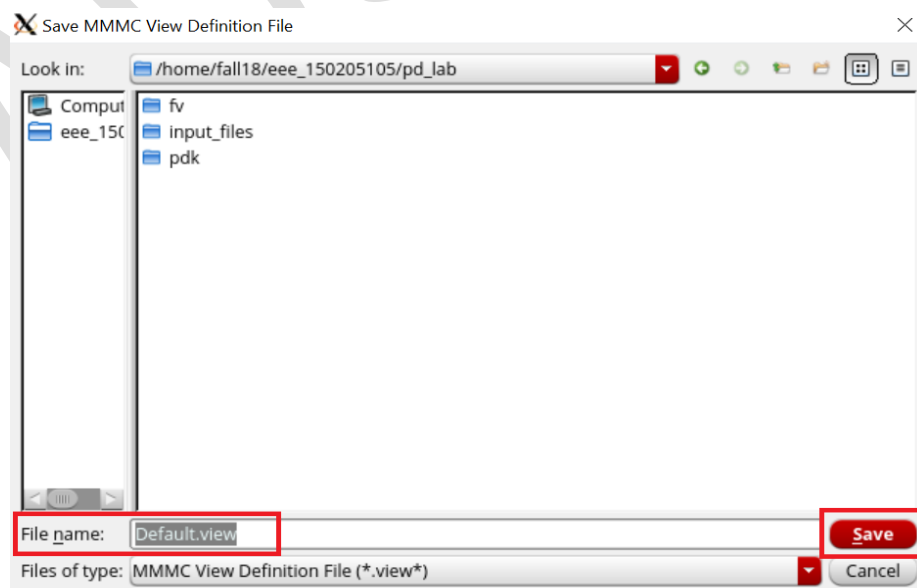 Save MMMC View Definition File
Look in: /home/fall18/eee_150205105/pd_lab
Comput
eee_150
fv
input_files
pdk
File name: Default.view Save
Files of type: MMMC View Definition File (*.view*) Cancel